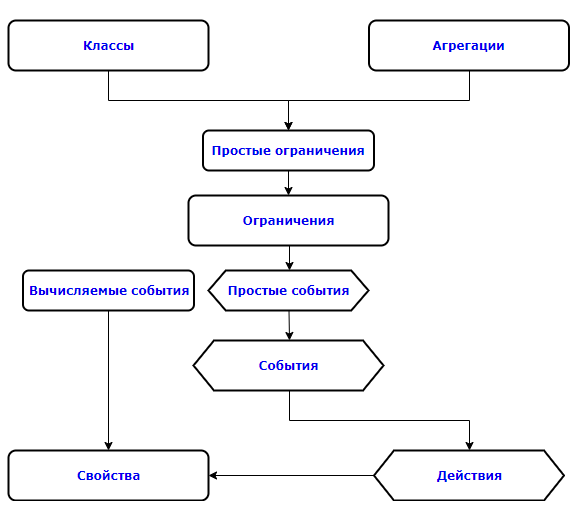 Классы
Агрегации
Простые ограничения
Ограничения
Вычисляемые события
Простые события
События
Свойства
Действия